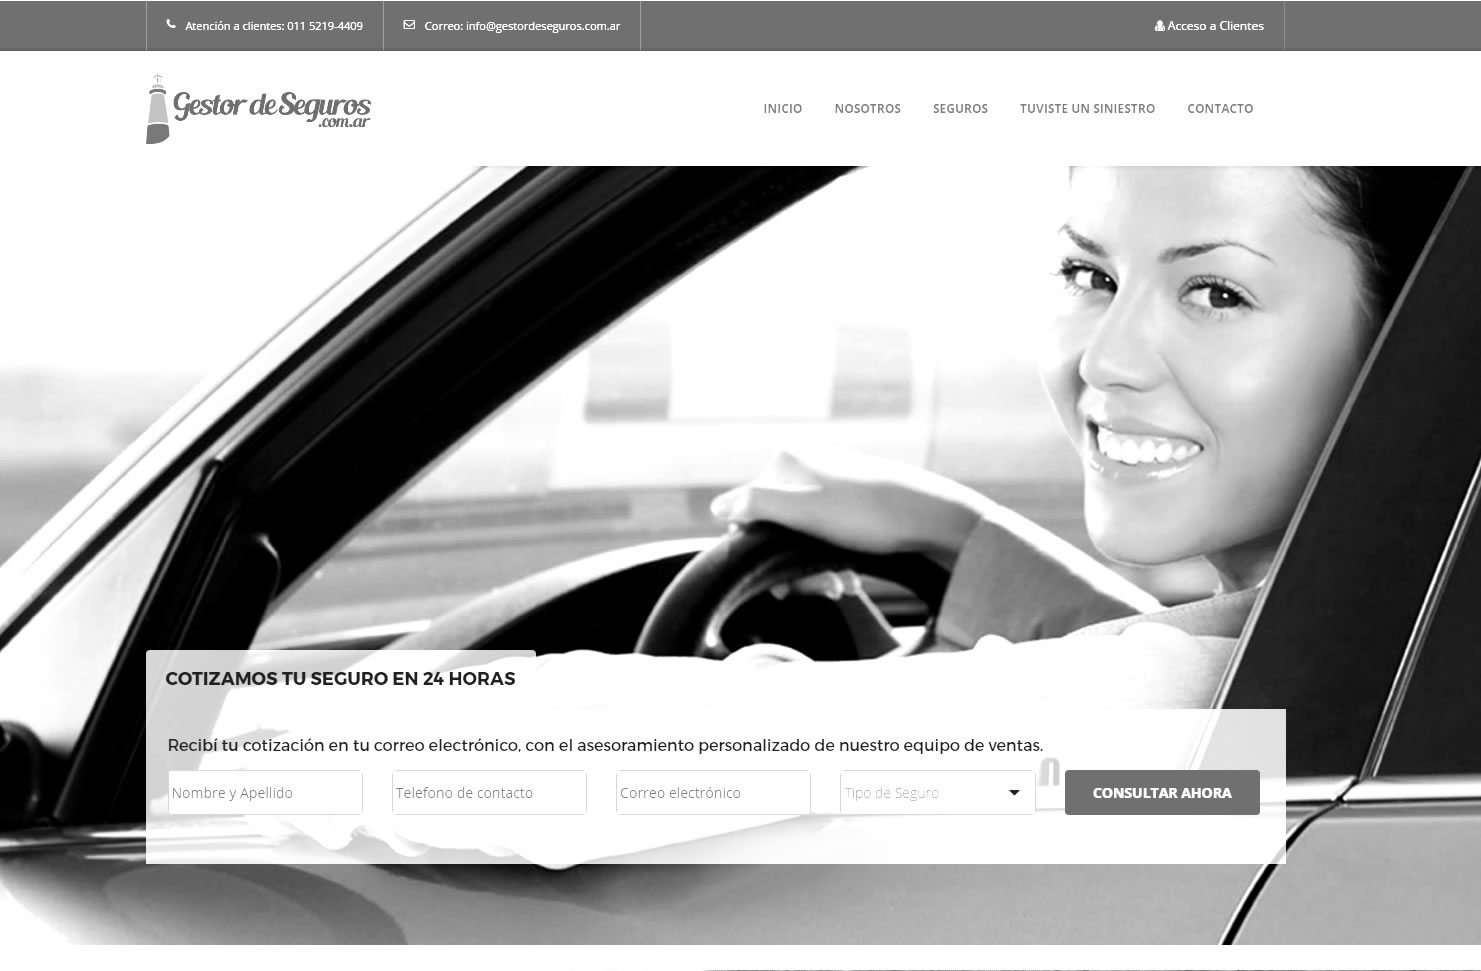 Atención a clientes: 011 5219-4409
Correo: info@gestordeseguros.com.ar
Acceso a Clientes
Gestor de Seguros
.com.ar
INICIO
NOSOTROS
SEGUROS
TUVISTE UN SINIESTRO
CONTACTO
COTIZAMOS TU SEGURO EN 24 HORAS
Recibí tu cotización en tu correo electrónico, con el asesoramiento personalizado de nuestro equipo de ventas.
Nombre y Apellido
Telefono de contacto
Correo electrónico
Tipo de Seguro
CONSULTAR AHORA